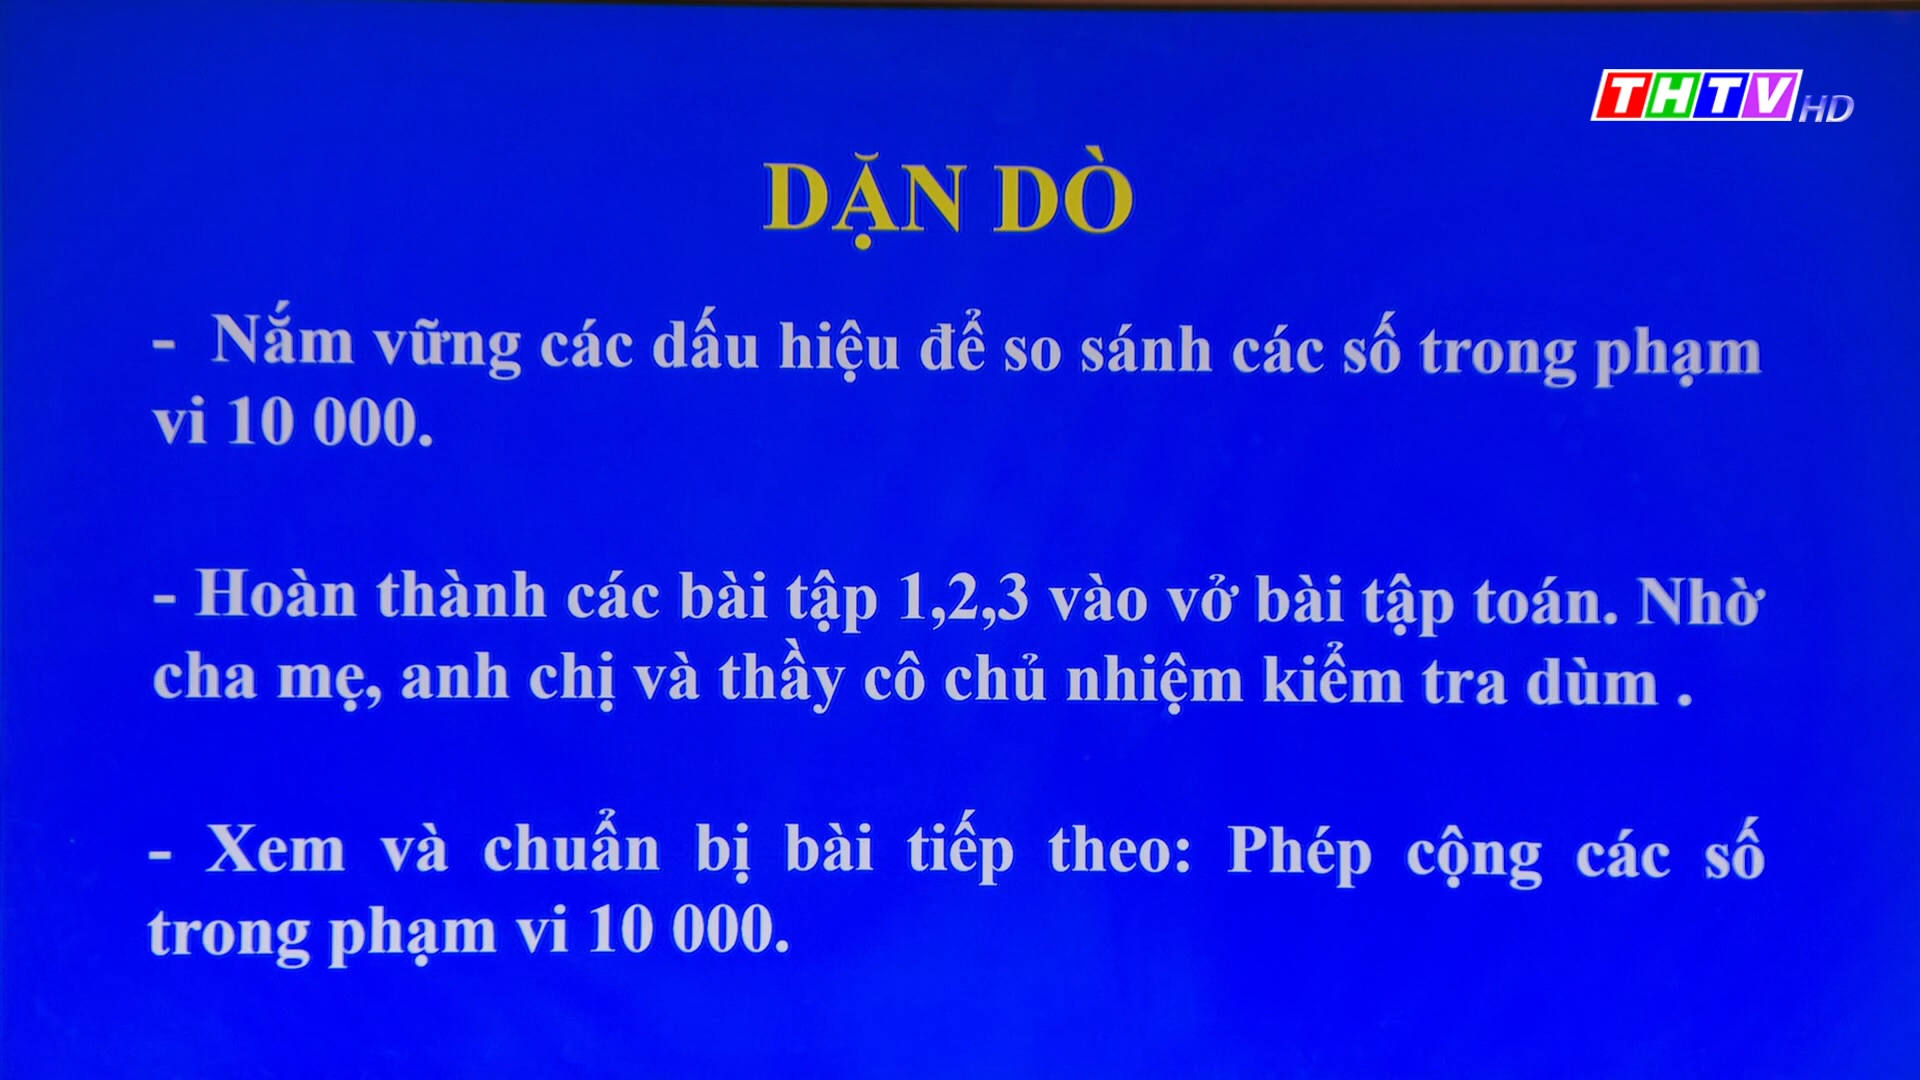 THTV HD
DẶN DÒ
- Nắm vững các dấu hiệu để so sánh các số trong phạm
vi 10 000.
- Hoàn thành các bài tập 1,2,3 vào vở bài tập toán. Nhờ
cha mẹ, anh chị và thầy cô chủ nhiệm kiểm tra dùm .
- Xem và chuẩn bị bài tiếp theo: Phép cộng các số
trong phạm vi 10 000.